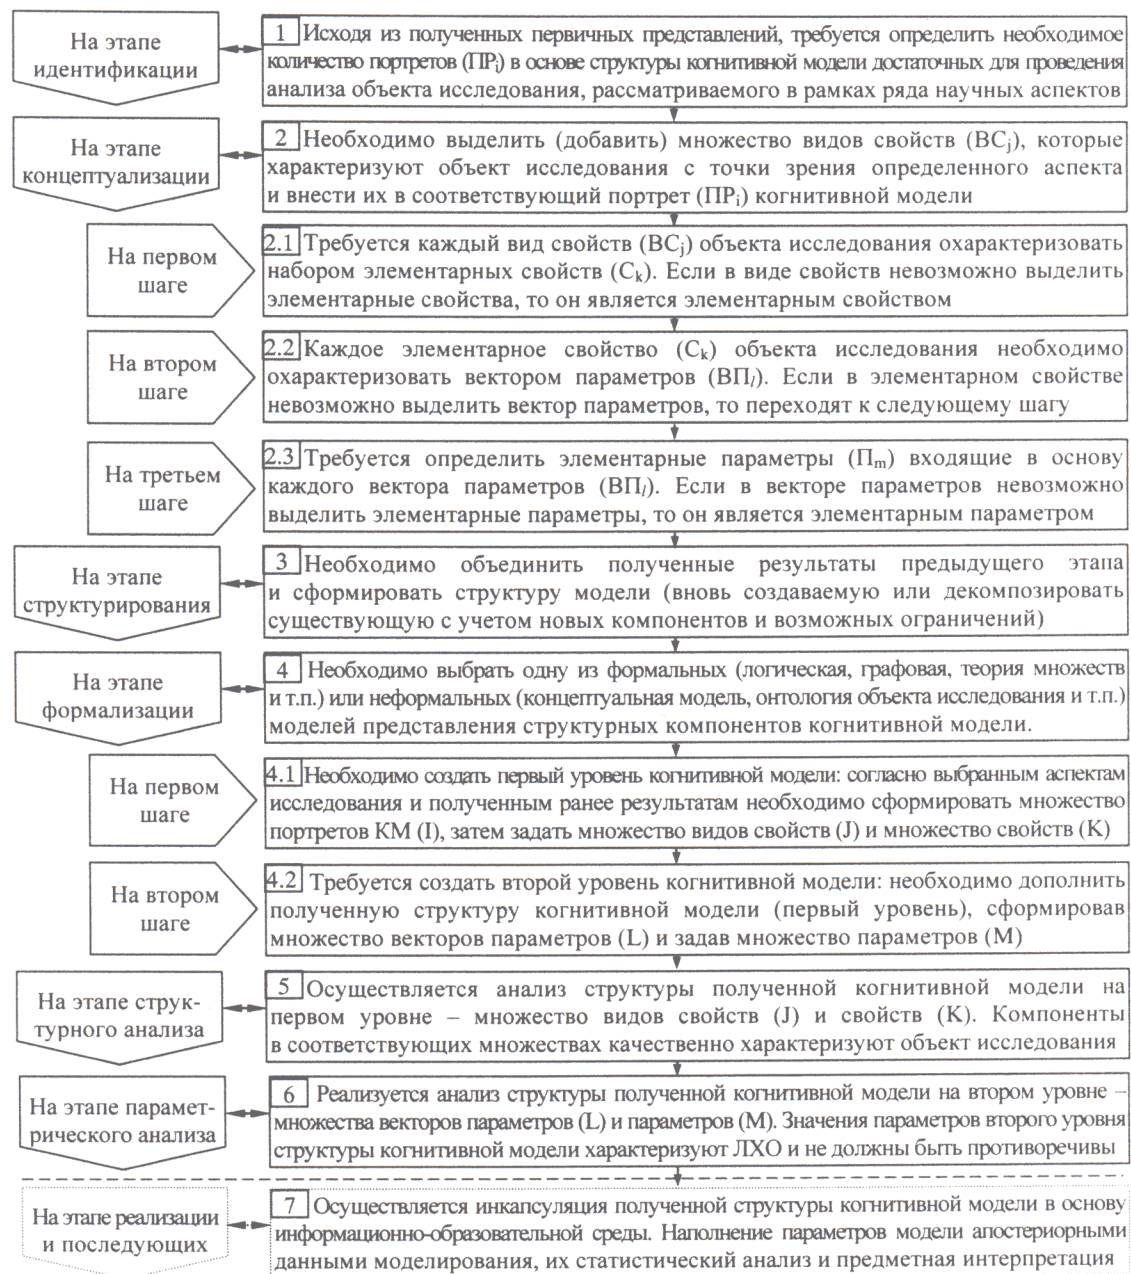 На этапе
идентификации
1 Исходя из полученных первичных представлений, требуется определить необходимое
количество портретов (ПРi) в основе структуры когнитивной модели достаточных для проведения
анализа объекта исследования, рассматриваемого в рамках ряда научных аспектов
На этапе
концептуализации
2 Необходимо выделить (добавить) множество видов свойств (ВСj), которые
характеризуют объект исследования с точки зрения определенного аспекта
и внести их в соответствующий портрет (ПРi) когнитивной модели
На первом
шаге
2.1 Требуется каждый вид свойств (ВСj) объекта исследования охарактеризовать
набором элементарных свойств (Сk). Если в виде свойств невозможно выделить
элементарные свойства, то он является элементарным свойством
На втором
шаге
2.2 Каждое элементарное свойство (Сk) объекта исследования необходимо
охарактеризовать вектором параметров (ВПl). Если в элементарном свойстве
невозможно выделить вектор параметров, то переходят к следующему шагу
На третьем
шаге
2.3 Требуется определить элементарные параметры (Пm) входящие в основу
каждого вектора параметров (ВПl). Если в векторе параметров невозможно
выделить элементарные параметры, то он является элементарным параметром
На этапе
структурирования
3 Необходимо объединить полученные результаты предыдущего этапа
и сформировать структуру модели (вновь создаваемую или декомпозировать
существующую с учетом новых компонентов и возможных ограничений)
На этапе
формализации
4 Необходимо выбрать одну из формальных (логическая, графовая, теория множеств
и т.п.) или неформальных (концептуальная модель, онтология объекта исследования и т.п.)
моделей представления структурных компонентов когнитивной модели.
На первом
шаге
4.1 Необходимо создать первый уровень когнитивной модели: согласно выбранным аспектам
исследования и полученным ранее результатам необходимо сформировать множество
портретов КМ (I), затем задать множество видов свойств (J) и множество свойств (K)
На втором
шаге
4.2 Требуется создать второй уровень когнитивной модели: необходимо дополнить
полученную структуру когнитивной модели (первый уровень), сформировав
множество векторов параметров (L) и задав множество параметров (M)
На этапе струк-
турного анализа
5 Осуществляется анализ структуры полученной когнитивной модели на
первом уровне – множество видов свойств (J) и свойств (K). Компоненты
в соответствующих множествах качественно характеризуют объект исследования
На этапе парамет-
рического анализа
6 Реализуется анализ структуры полученной когнитивной модели на втором уровне –
множества векторов параметров (L) и параметров (M). Значения параметров второго уровня
структуры когнитивной модели характеризуют ЛХО и не должны быть противоречивы
На этапе реализации
и последующих
7 Осуществляется инкапсуляция полученной структуры когнитивной модели в основу
информационно-образовательной среды. Наполнение параметров модели апостериорными
данными моделирования, их статистический анализ и предметная интерпретация